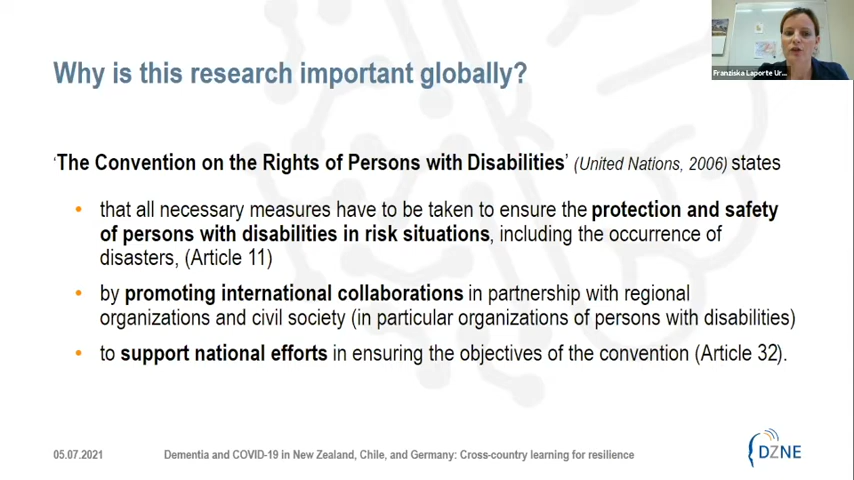 Franziska Laporte Ur...
Why is this research important globally?
'The Convention on the Rights of Persons with Disabilities' (United Nations, 2006) states
• that all necessary measures have to be taken to ensure the protection and safety
of persons with disabilities in risk situations, including the occurrence of
disasters, (Article 11)
• by promoting international collaborations in partnership with regional
organizations and civil society (in particular organizations of persons with disabilities)
• to support national efforts in ensuring the objectives of the convention (Article 32).
05.07.2021
Dementia and COVID-19 in New Zealand, Chile, and Germany: Cross-country learning for resilience
DZNE